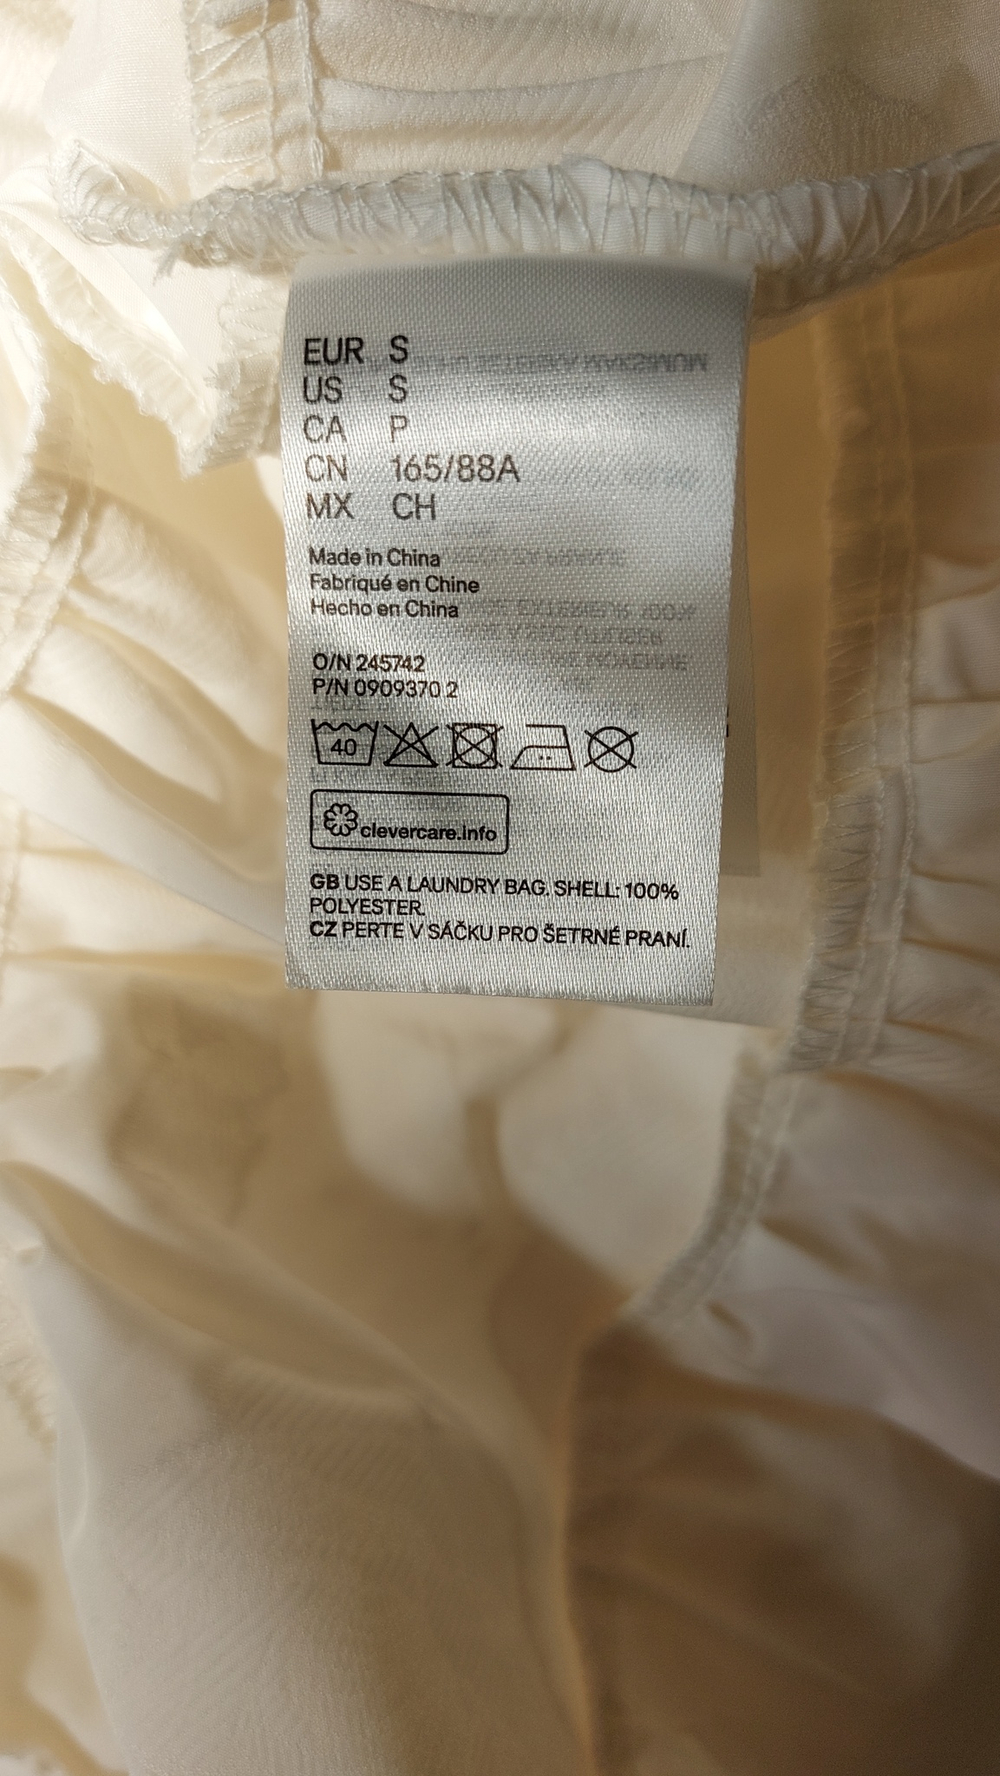 EUR S
US S
CA P
CN 165/88A
MX CH
Made in China
Fabriqué en Chine
Hecho en China
O/N 245742
P/N 0909370 2
40
clevercare.info
GB USE A LAUNDRY BAG. SHELL: 100%
POLYESTER.
CZ PERTE V SÁČKU PRO ŠETRNÉ PRANÍ.